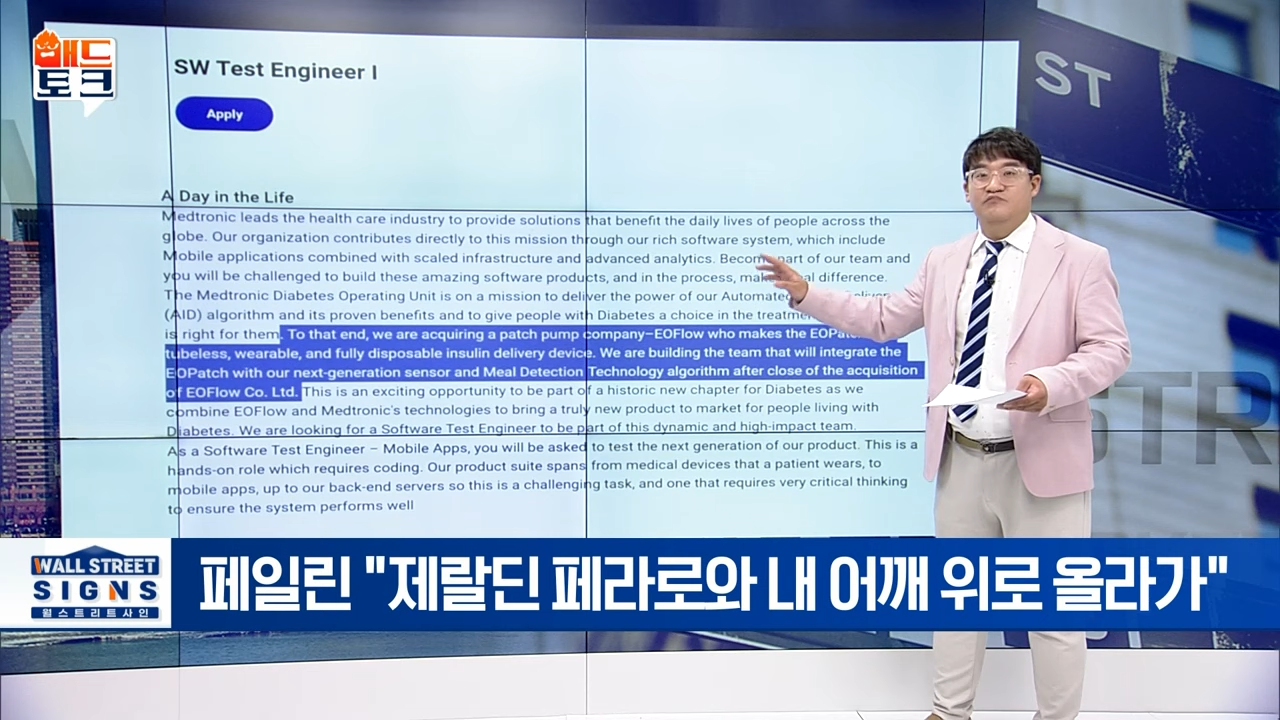 매드
토크
SW Test Engineer I
Apply
A Day in the Life
Medtronic leads the health care industry to provide solutions that benefit the daily lives of people across the
globe. Our organization contributes directly to this mission through our rich software system, which include
Mobile applications combined with scaled infrastructure and advanced analytics. Become part of our team and
you will be challenged to build these amazing software products, and in the process, difference.
The Medtronic Diabetes Operating Unit is on a mission to deliver the power of our Automated
(AID) algorithm and its proven benefits and to give people with Diabetes a choice in the
is right for them. To that end, we are acquiring a patch pump company–EOFlow who makes the
tubeless, wearable, and fully disposable insulin delivery device. We are building the team that will integrate the
EOPatch with our next-generation sensor and Meal Detection Technology algorithm after close of the acquisition
of EOFlow Co. Ltd. This is an exciting opportunity to be part of a historic new chapter for Diabetes as we
combine EOFlow and Medtronic's technologies to bring a truly new product to market for people living with
Diabetes. We are looking for a Software Test Engineer to be part of this dynamic and high-impact team.
As a Software Test Engineer – Mobile Apps, you will be asked to test the next generation of our product. This is a
hands-on role which requires coding. Our product suite spans from medical devices that a patient wears, to
mobile apps, up to our back-end servers so this is a challenging task, and one that requires very critical thinking
to ensure the system performs well
ST
STR
WALL STREET
SIGNS
월스트리트사인
페일린 "제랄딘 페라로와 내 어깨 위로 올라가"